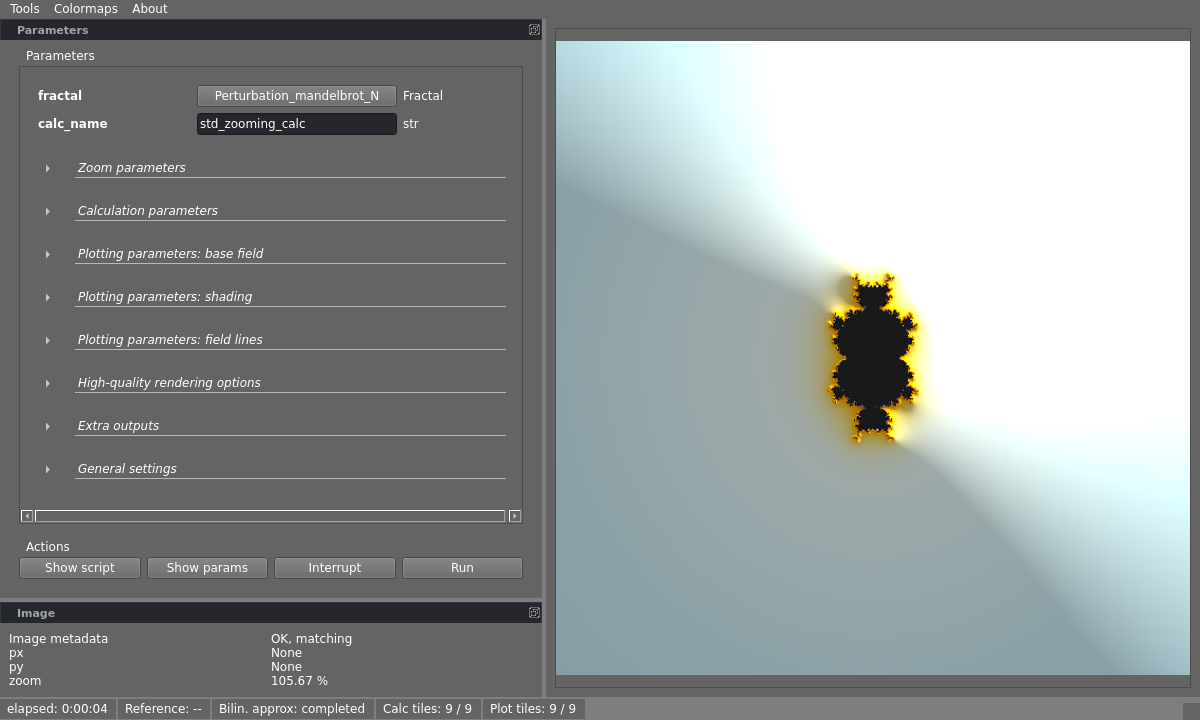 Tools Colormaps About
Parameters
Parameters
fractal Perturbation_mandelbrot_N Fractal
calc_name std_zooming_calc str
Zoom parameters
Calculation parameters
Plotting parameters: base field
Plotting parameters: shading
Plotting parameters: field lines
High-quality rendering options
Extra outputs
General settings
Actions
Show script Show params Interrupt Run
Image
Image metadata OK, matching
px None
py None
zoom 105.67 %
elapsed: 0:00:04 Reference: -- Bilin. approx: completed Calc tiles: 9 / 9 Plot tiles: 9 / 9